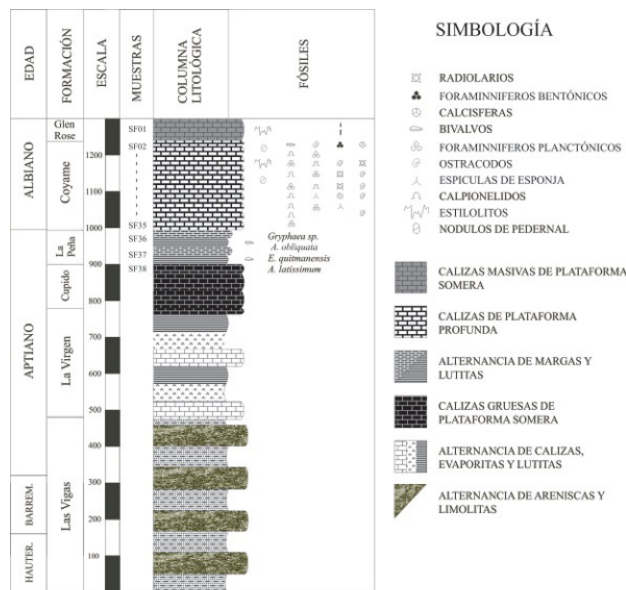 EDAD
FORMACIÓN
ESCALA
MUESTRAS
COLUMNA
LITOLÓGICA
FÓSILES
ALBIANO
APTIANO
BARREM.
HAUTER.
Glen
Rose
Coyame
La
Peña
Cupido
La Virgen
Las Vigas
1200
1100
1000
900
800
700
600
500
400
300
200
100
SF01
SF02
SF35
SF36
SF37
SF38
Gryphaea sp.
A. obliquata
E. quitmanensis
A. latissimum
SIMBOLOGÍA
RADIOLARIOS
FORAMINNIFEROS BENTÓNICOS
CALCISFERAS
BIVALVOS
FORAMINNIFEROS PLANCTÓNICOS
OSTRACODOS
ESPICULAS DE ESPONJA
CALPIONELIDOS
ESTILOLITOS
NODULOS DE PEDERNAL
CALIZAS MASIVAS DE PLATAFORMA
SOMERA
CALIZAS DE PLATAFORMA
PROFUNDA
ALTERNANCIA DE MARGAS Y
LUTITAS
CALIZAS GRUESAS DE
PLATAFORMA SOMERA
ALTERNANCIA DE CALIZAS,
EVAPORITAS Y LUTITAS
ALTERNANCIA DE ARENISCAS Y
LIMOLITAS